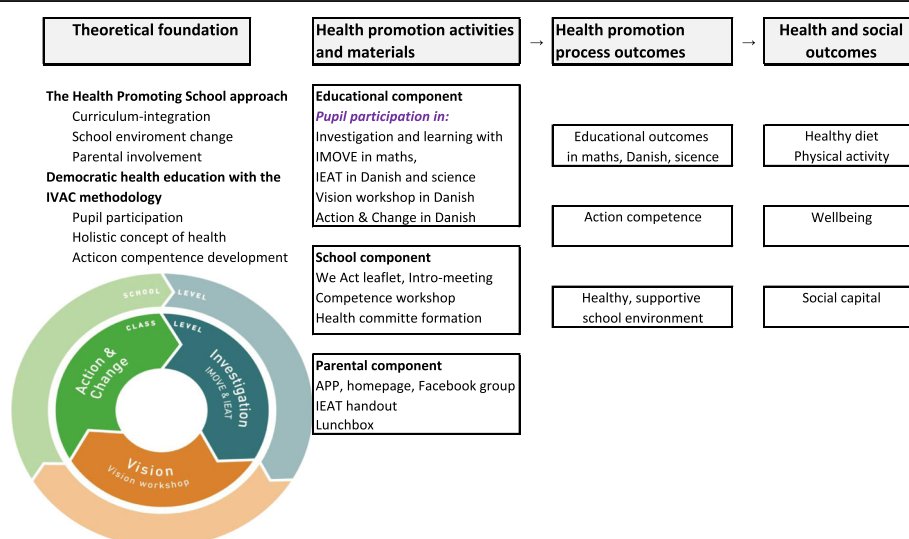 Theoretical foundation
Health promotion activities
and materials
→
Health promotion
process outcomes
→
Health and social
outcomes
The Health Promoting School approach
Curriculum-integration
School enviroment change
Parental involvement
Democratic health education with the
IVAC methodology
Pupil participation
Holistic concept of health
Acticon compentence development
SCHOOL LEVEL
CLASS LEVEL
Action &
Change
Investigation
IMOVE & IEAT
Vision
Vision workshop
Educational component
Pupil participation in:
Investigation and learning with
IMOVE in maths,
IEAT in Danish and science
Vision workshop in Danish
Action & Change in Danish
School component
We Act leaflet, Intro-meeting
Competence workshop
Health committe formation
Parental component
APP, homepage, Facebook group
IEAT handout
Lunchbox
Educational outcomes
in maths, Danish, sicence
Action competence
Healthy, supportive
school environment
Healthy diet
Physical activity
Wellbeing
Social capital